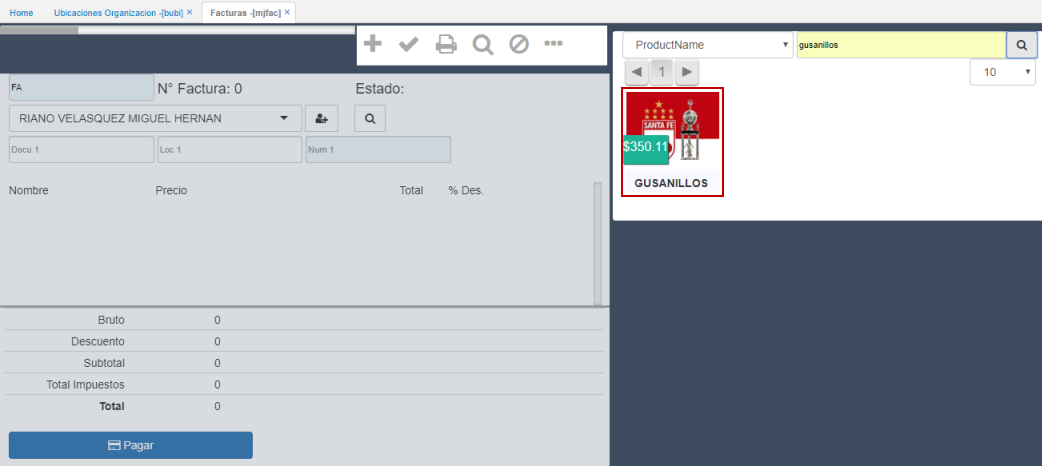 Home Ubicaciones Organizacion -[bubi] × Facturas -[mjfac] ×
ProductName gusanillos
1 10
FA N° Factura: 0 Estado:
RIANO VELASQUEZ MIGUEL HERNAN
Docu 1 Loc 1 Num 1
SANTA FE
$350.11
GUSANILLOS
Nombre Precio Total % Des.
Bruto 0
Descuento 0
Subtotal 0
Total Impuestos 0
Total 0
Pagar